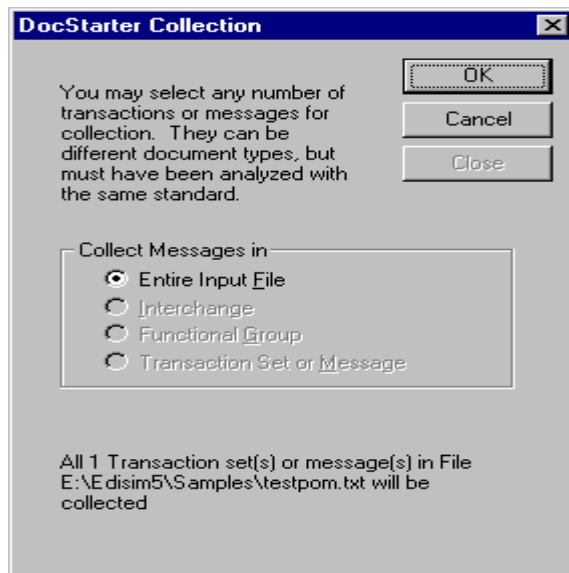 DocStarter Collection
You may select any number of
transactions or messages for
collection. They can be
different document types, but
must have been analyzed with
the same standard.
OK
Cancel
Close
Collect Messages in
Entire Input File
Interchange
Functional Group
Transaction Set or Message
All 1 Transaction set(s) or message(s) in File
E:\Edisim5\Samples\testpom.txt will be
collected